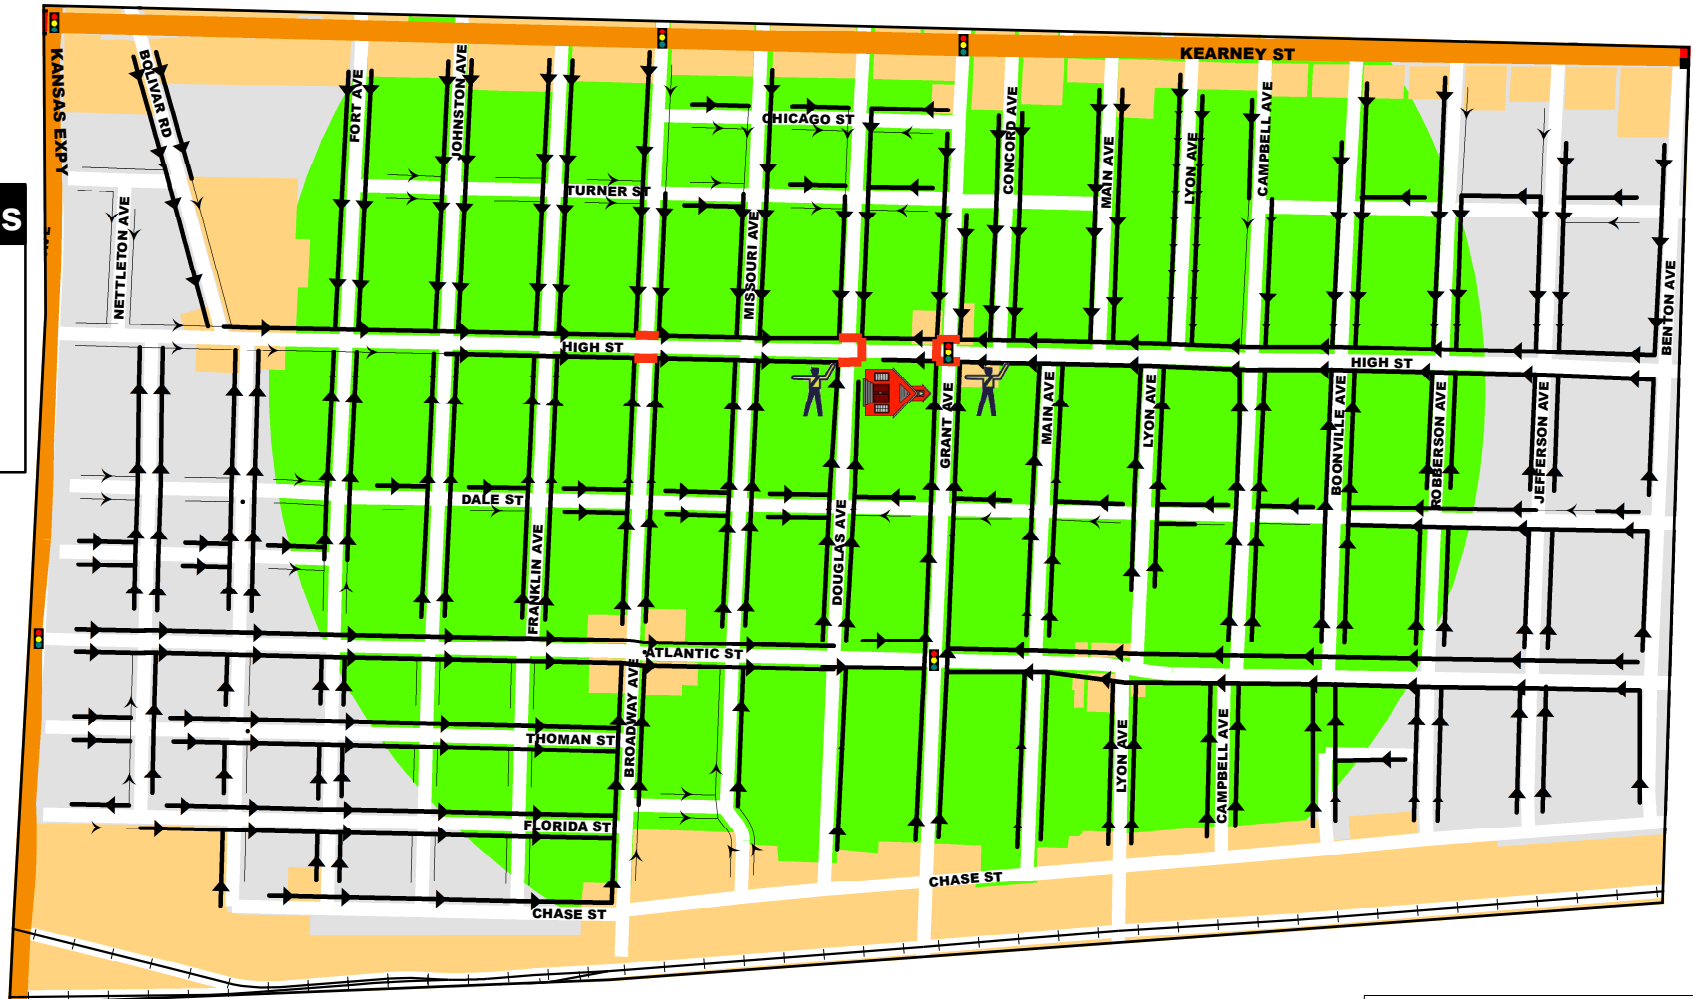 KEARNEY ST
KANSAS EXPY
BOLIVAR RD
FORT AVE
JOHNSTON AVE
CHICAGO ST
CONCORD AVE
MAIN AVE
LYON AVE
CAMPBELL AVE
S
TURNER ST
NETTLETON AVE
MISSOURI AVE
BENTON AVE
HIGH ST
HIGH ST
GRANT AVE
MAIN AVE
LYON AVE
BOONVILLE AVE
ROBBERSON AVE
JEFFERSON AVE
DALE ST
FRANKLIN AVE
DOUGLAS AVE
ATLANTIC ST
BROADWAY AVE
THOMAN ST
LYON AVE
CAMPBELL AVE
FLORIDA ST
CHASE ST
CHASE ST